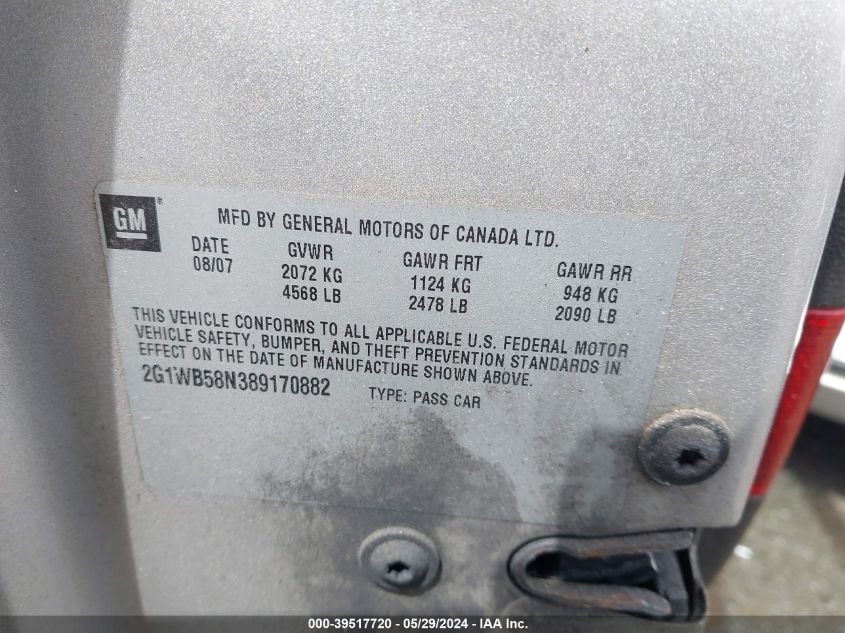 GM®
MFD BY GENERAL MOTORS OF CANADA LTD.
DATE GVWR GAWR FRT GAWR RR
08/07 2072 KG 1124 KG 948 KG
4568 LB 2478 LB 2090 LB
THIS VEHICLE CONFORMS TO ALL APPLICABLE U.S. FEDERAL MOTOR
VEHICLE SAFETY, BUMPER, AND THEFT PREVENTION STANDARDS IN
EFFECT ON THE DATE OF MANUFACTURE SHOWN ABOVE.
2G1WB58N389170882 TYPE: PASS CAR
000-39517720 - 05/29/2024 - IAA Inc.